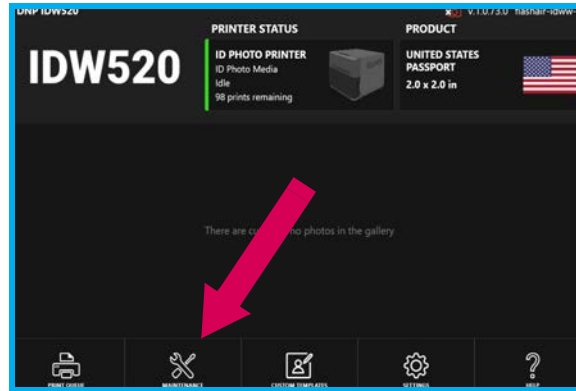 DNP IDW520
v.1.0.73.0 flashair-idww-
IDW520
PRINTER STATUS
ID PHOTO PRINTER
ID Photo Media
Idle
98 prints remaining
PRODUCT
UNITED STATES
PASSPORT
2.0 x 2.0 in
There are no photos in the gallery
PRINT QUEUE
MAINTENANCE
CUSTOM TEMPLATES
SETTINGS
HELP